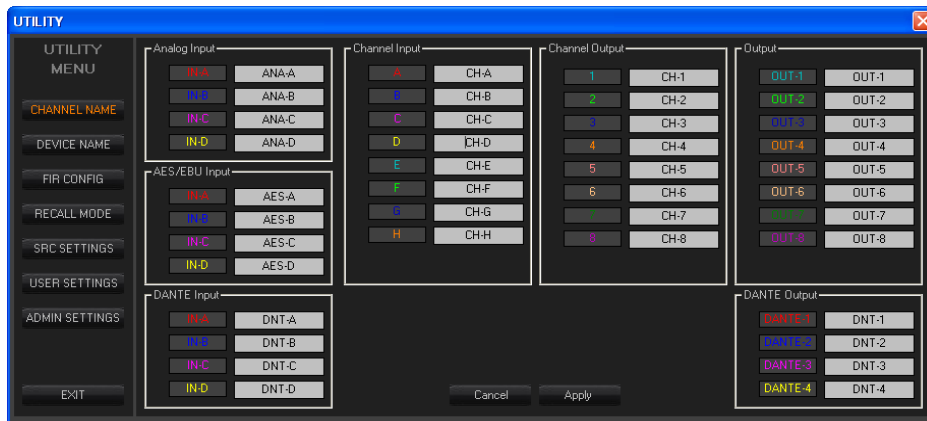 UTILITY
UTILITY
MENU
CHANNEL NAME
DEVICE NAME
FIR CONFIG
RECALL MODE
SRC SETTINGS
USER SETTINGS
ADMIN SETTINGS
EXIT
Analog Input
IN-A ANA-A
IN-B ANA-B
IN-C ANA-C
IN-D ANA-D
AES/EBU Input
IN-A AES-A
IN-B AES-B
IN-C AES-C
IN-D AES-D
DANTE Input
IN-A DNT-A
IN-B DNT-B
IN-C DNT-C
IN-D DNT-D
Channel Input
A CH-A
B CH-B
C CH-C
D CH-D
E CH-E
F CH-F
G CH-G
H CH-H
Channel Output
1 CH-1
2 CH-2
3 CH-3
4 CH-4
5 CH-5
6 CH-6
7 CH-7
8 CH-8
Output
OUT-1 OUT-1
OUT-2 OUT-2
OUT-3 OUT-3
OUT-4 OUT-4
OUT-5 OUT-5
OUT-6 OUT-6
OUT-7 OUT-7
OUT-8 OUT-8
DANTE Output
DANTE-1 DNT-1
DANTE-2 DNT-2
DANTE-3 DNT-3
DANTE-4 DNT-4
Cancel Apply